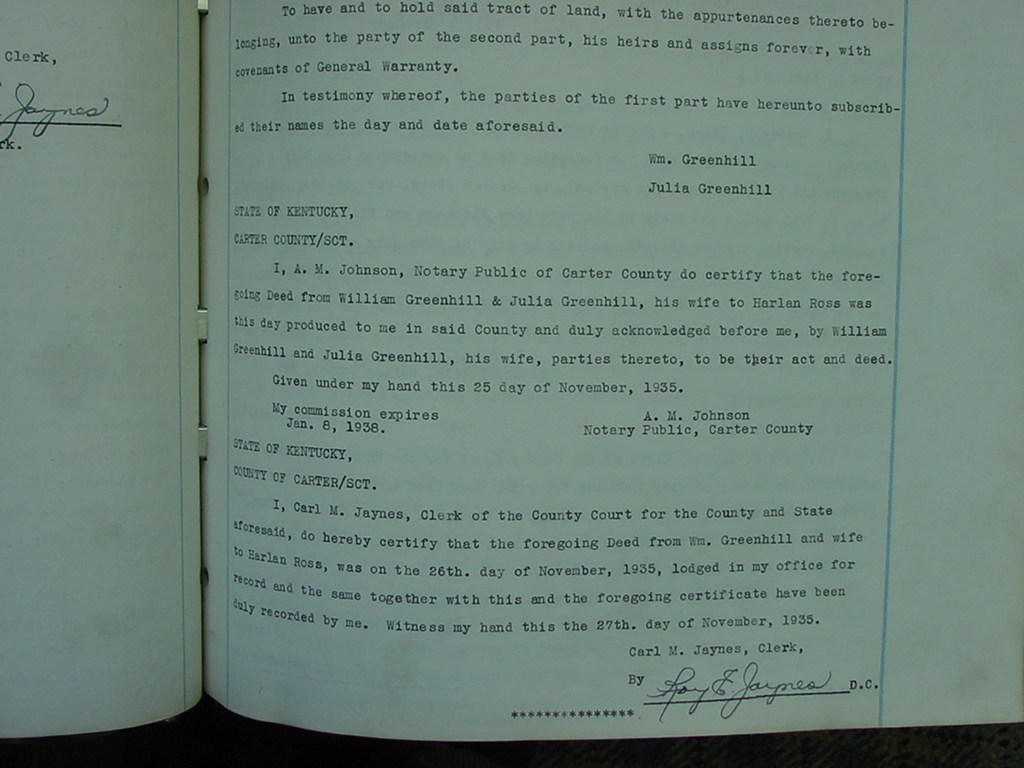 Clerk,
Jaynes
rk.
To have and to hold said tract of land, with the appurtenances thereto be-
longing, unto the party of the second part, his heirs and assigns forever, with
covenants of General Warranty.
In testimony whereof, the parties of the first part have hereunto subscrib-
ed their names the day and date aforesaid.
Wm. Greenhill
Julia Greenhill
STATE OF KENTUCKY,
CARTER COUNTY/SCT.
I, A. M. Johnson, Notary Public of Carter County do certify that the fore-
going Deed from William Greenhill & Julia Greenhill, his wife to Harlan Ross was
this day produced to me in said County and duly acknowledged before me, by William
Greenhill and Julia Greenhill, his wife, parties thereto, to be their act and deed.
Given under my hand this 25 day of November, 1935.
My commission expires
Jan. 8, 1938.
A. M. Johnson
Notary Public, Carter County
STATE OF KENTUCKY,
COUNTY OF CARTER/SCT.
I, Carl M. Jaynes, Clerk of the County Court for the County and State
aforesaid, do hereby certify that the foregoing Deed from Wm. Greenhill and wife
to Harlan Ross, was on the 26th. day of November, 1935, lodged in my office for
record and the same together with this and the foregoing certificate have been
duly recorded by me. Witness my hand this the 27th. day of November, 1935.
Carl M. Jaynes, Clerk,
By Roy E. Jaynes D.C.
***************